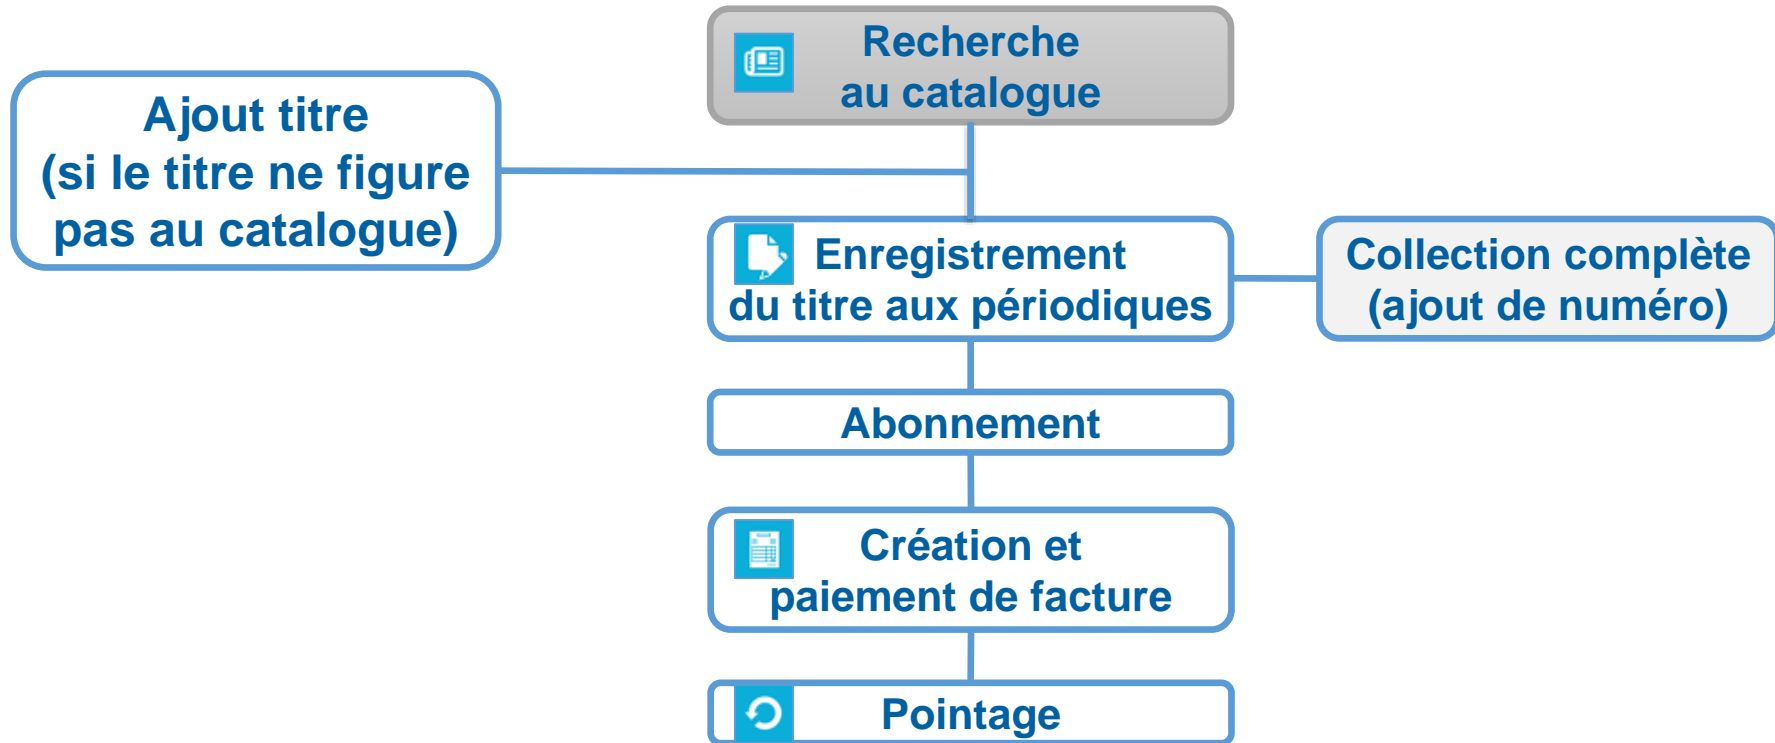 Recherche
au catalogue
Ajout titre
(si le titre ne figure
pas au catalogue)
Enregistrement
du titre aux périodiques
Collection complète
(ajout de numéro)
Abonnement
Création et
paiement de facture
Pointage